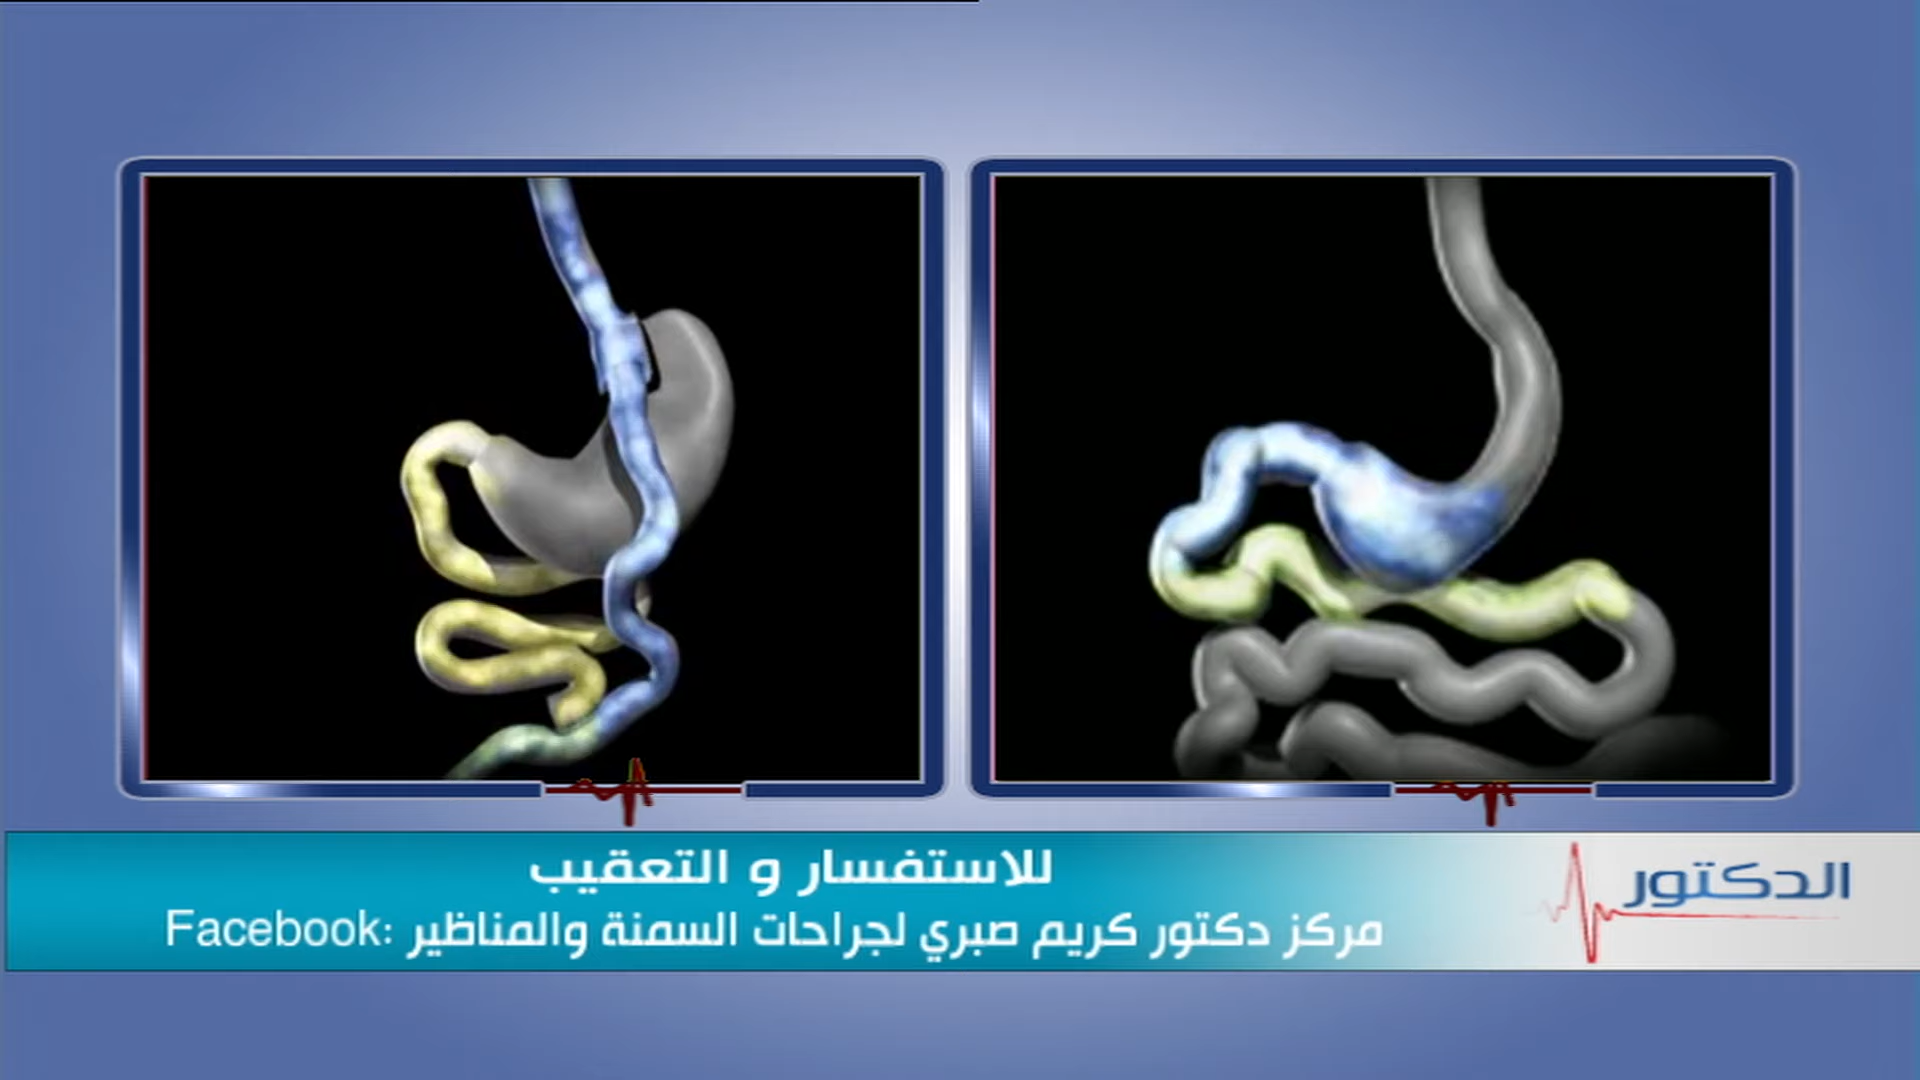 الدكتور
للاستفسار و التعقيب
مركز دكتور كريم صبري لجراحات السمنة والمناظير :Facebook